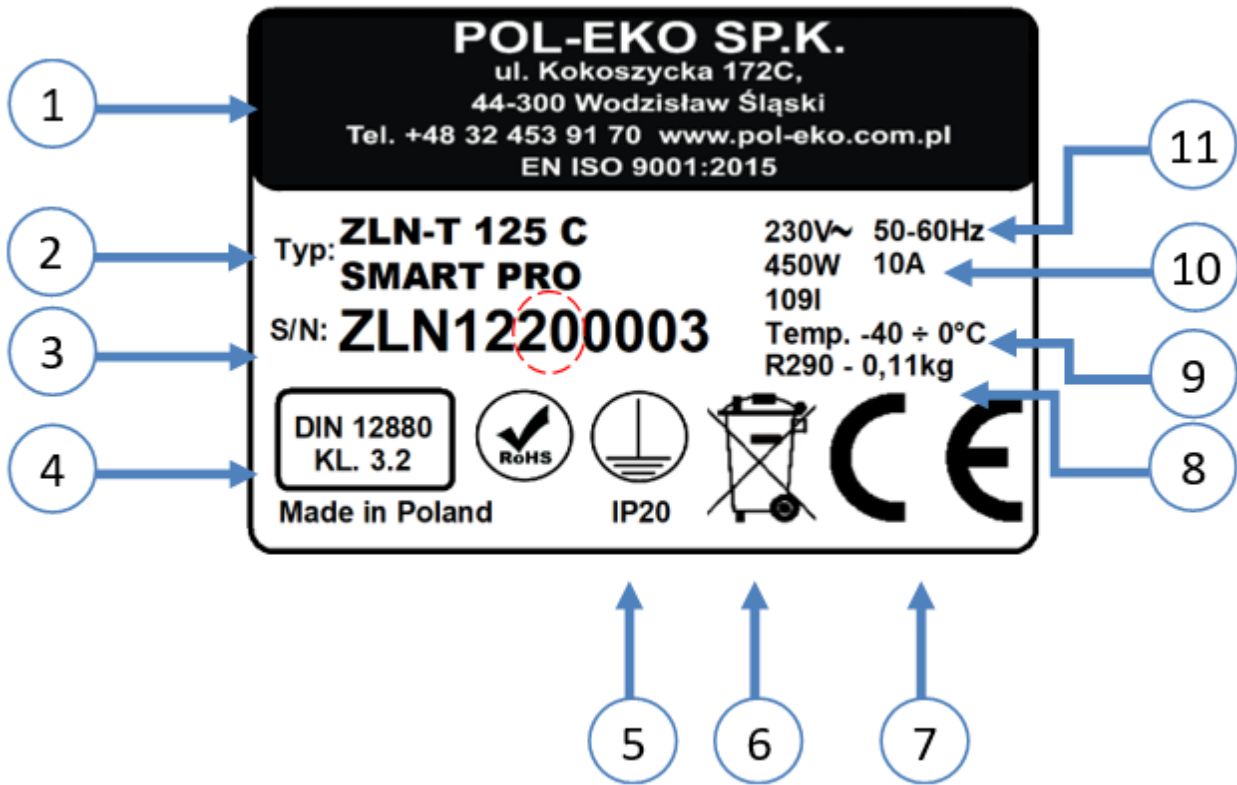 POL-EKO SP.K.
ul. Kokoszycka 172C,
44-300 Wodzisław Śląski
Tel. +48 32 453 91 70 www.pol-eko.com.pl
EN ISO 9001:2015
1
11
Typ: ZLN-T 125 C
SMART PRO
230V~ 50-60Hz
450W 10A
109l
2
10
S/N: ZLN12200003
Temp. -40 ÷ 0°C
R290 - 0,11kg
3
9
DIN 12880
KL. 3.2
RoHS
CE
4
8
Made in Poland
IP20
5
6
7